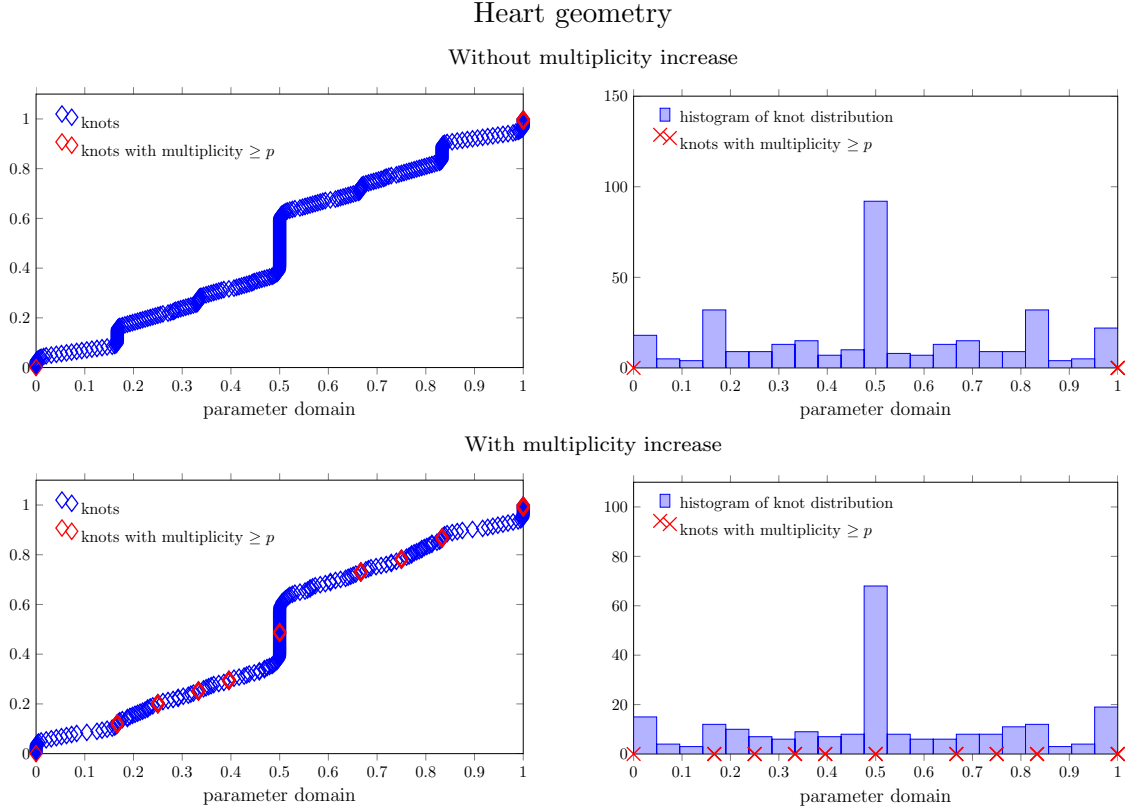 Heart geometry
Without multiplicity increase
knots
knots with multiplicity ≥ p
1
0.8
0.6
0.4
0.2
0
0 0.1 0.2 0.3 0.4 0.5 0.6 0.7 0.8 0.9 1
parameter domain
histogram of knot distribution
knots with multiplicity ≥ p
150
100
50
0
0 0.1 0.2 0.3 0.4 0.5 0.6 0.7 0.8 0.9 1
parameter domain
With multiplicity increase
knots
knots with multiplicity ≥ p
1
0.8
0.6
0.4
0.2
0
0 0.1 0.2 0.3 0.4 0.5 0.6 0.7 0.8 0.9 1
parameter domain
histogram of knot distribution
knots with multiplicity ≥ p
100
80
60
40
20
0
0 0.1 0.2 0.3 0.4 0.5 0.6 0.7 0.8 0.9 1
parameter domain